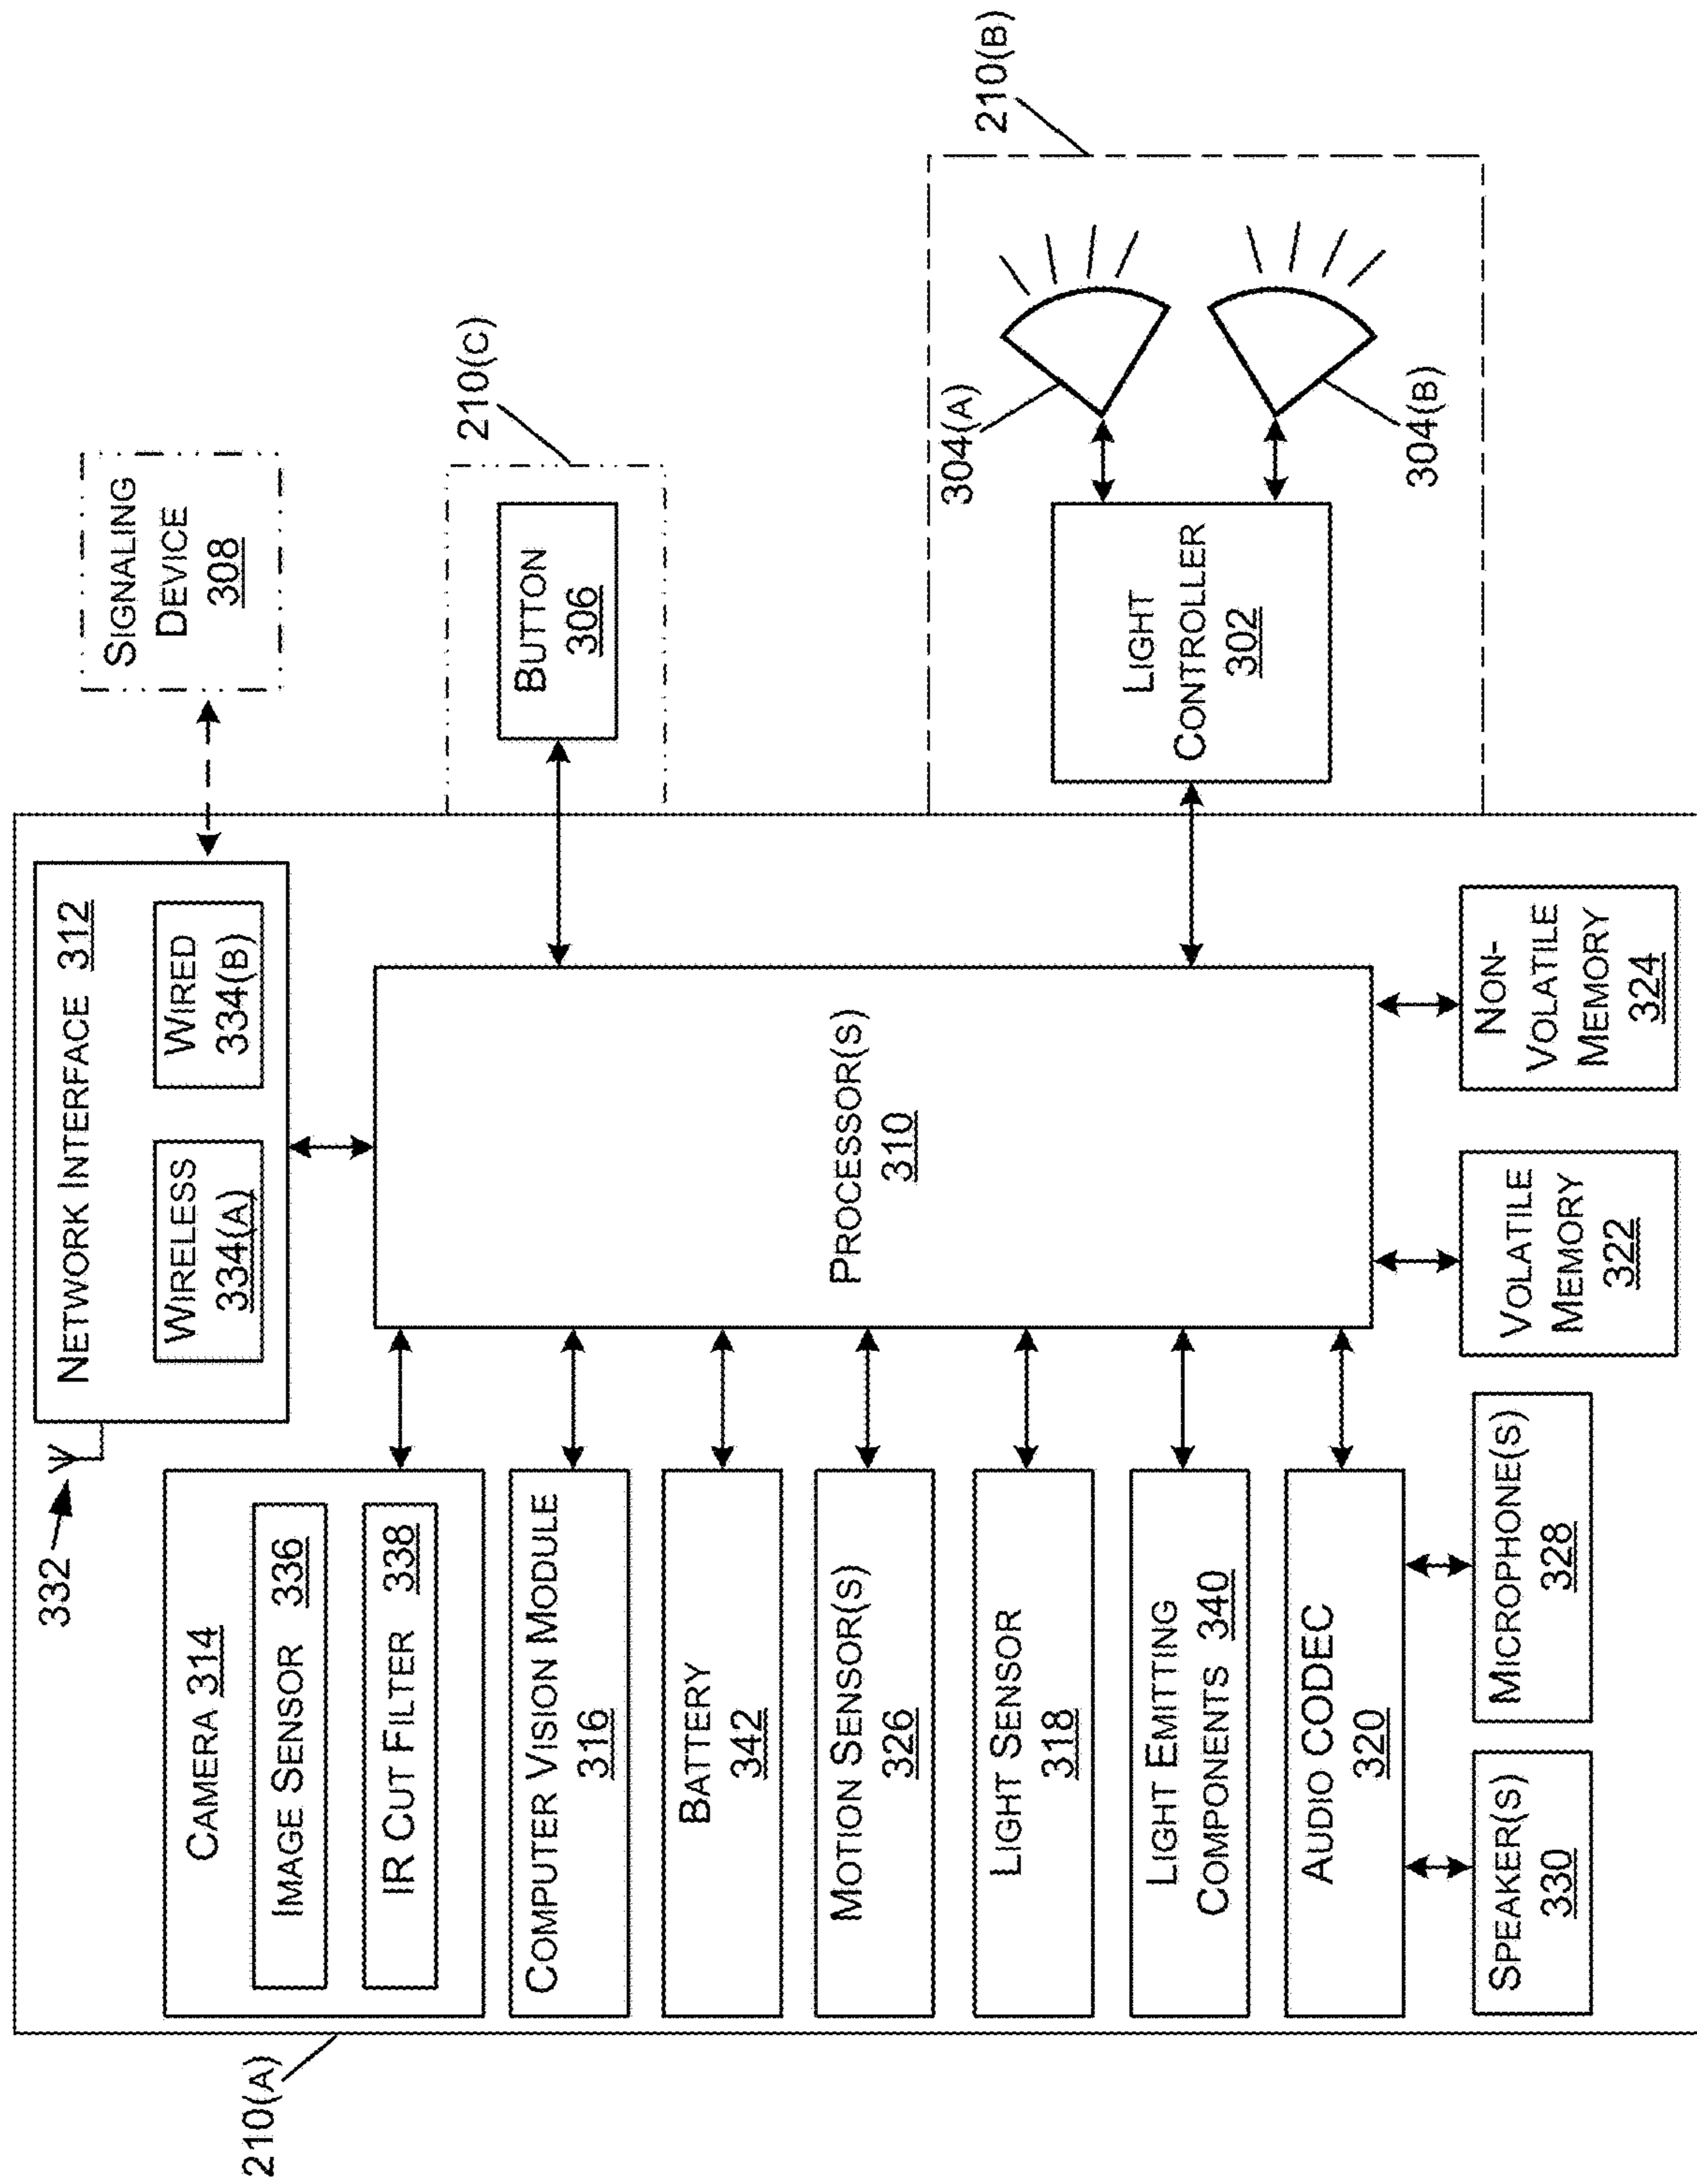 210(A)
332
NETWORK INTERFACE 312
WIRELESS
334(A)
WIRED
334(B)
SIGNALING
DEVICE
308
CAMERA 314
IMAGE SENSOR 336
IR CUT FILTER 338
COMPUTER VISION MODULE
316
BATTERY
342
MOTION SENSOR(S)
326
LIGHT SENSOR
318
LIGHT EMITTING
COMPONENTS 340
AUDIO CODEC
320
SPEAKER(S)
330
MICROPHONE(S)
328
PROCESSOR(S)
310
VOLATILE
MEMORY
322
NON-
VOLATILE
MEMORY
324
210(C)
BUTTON
306
210(B)
LIGHT
CONTROLLER
302
304(A)
304(B)